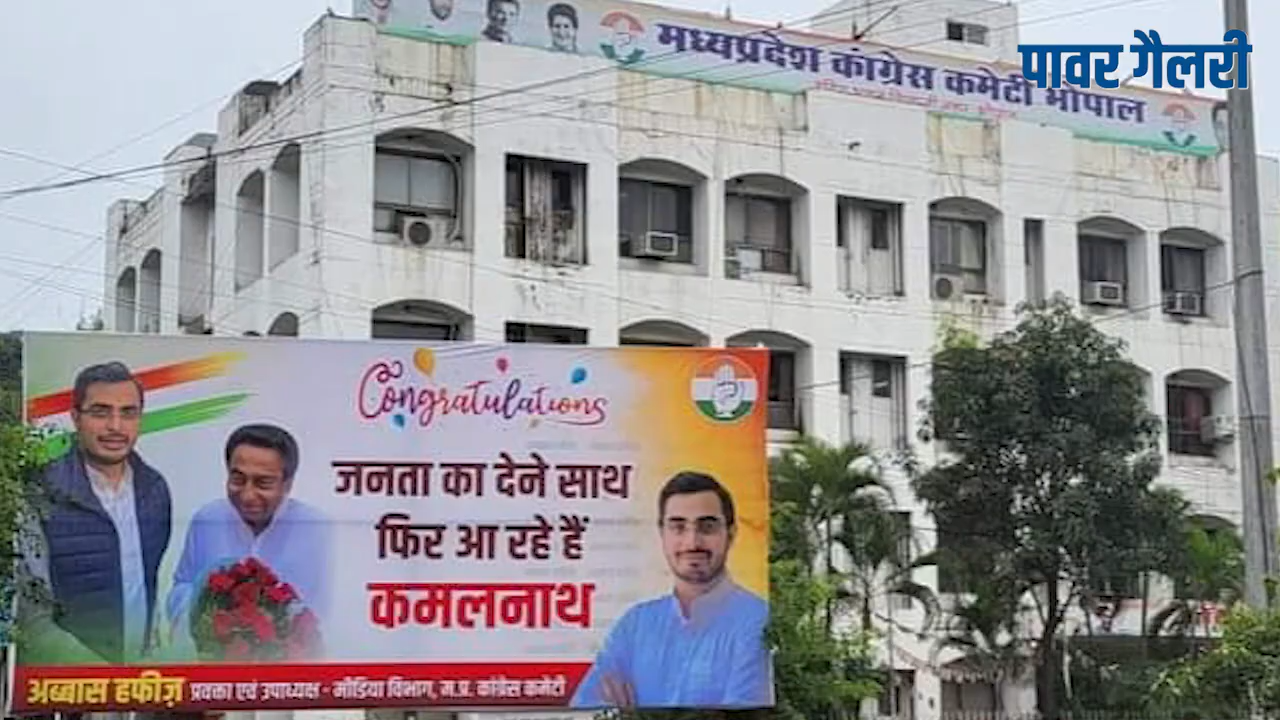 पावर गैलरी
मध्यप्रदेश कांग्रेस कमेटी भोपाल
Congratulations
जनता का देने साथ
फिर आ रहे हैं
कमलनाथ
अब्बास हफीज़ प्रवक्ता एवं उपाध्यक्ष - मीडिया विभाग, म.प्र. कांग्रेस कमेटी